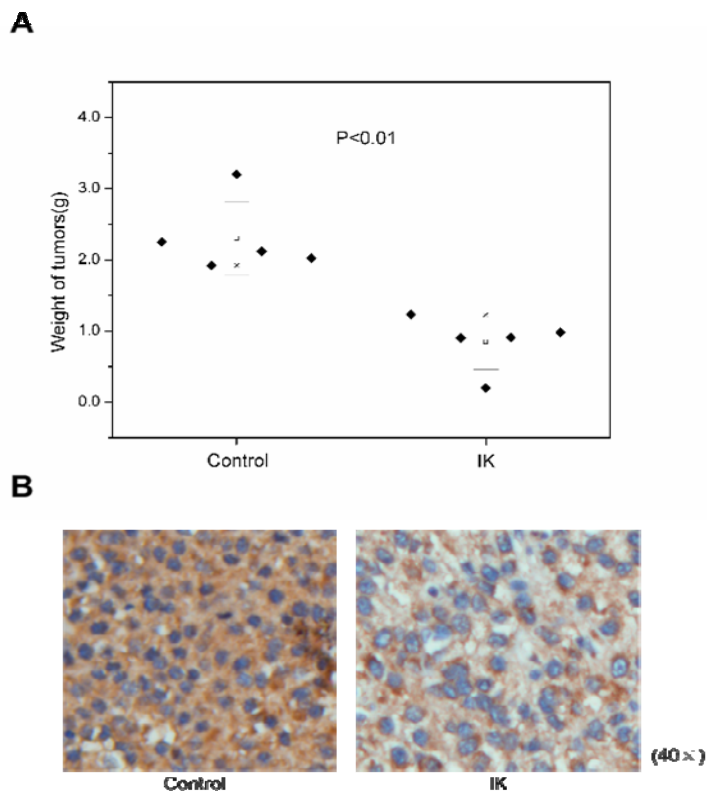 A
4.0
P<0.01
3.0
2.0
1.0
0.0
Weight of tumors(g)
Control
IK
B
Control
IK
(40×)